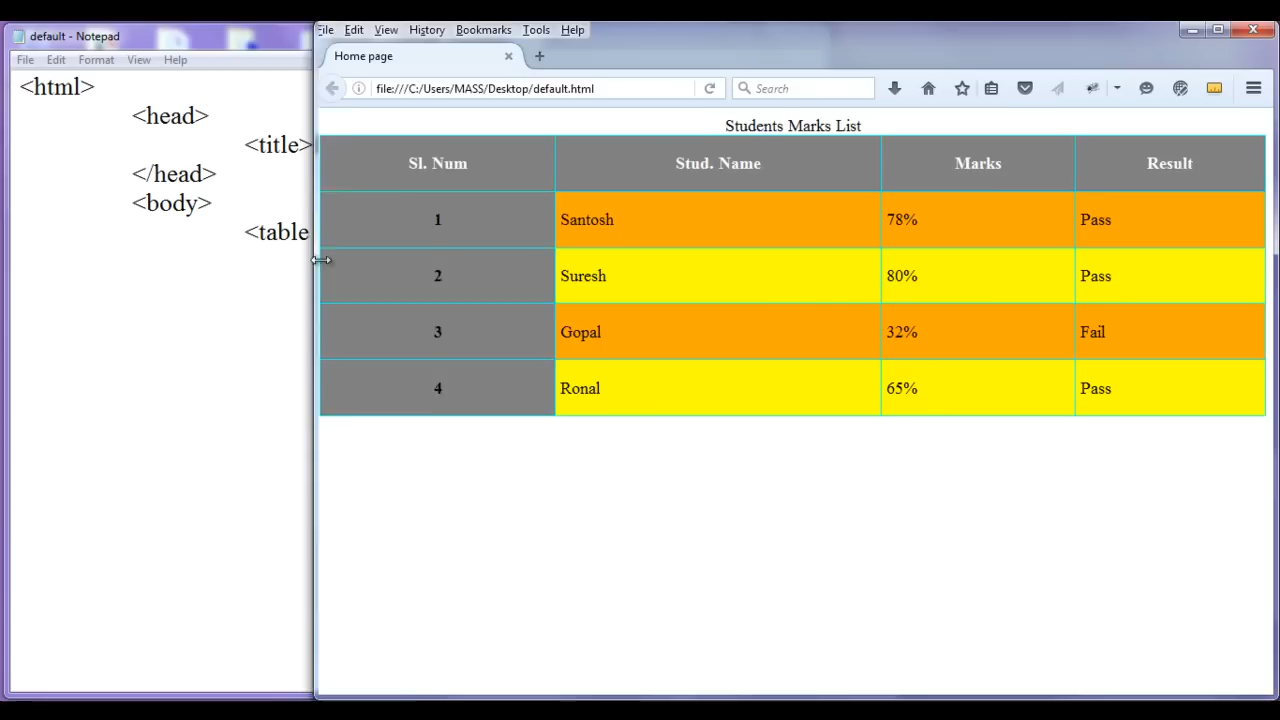 default - Notepad
File Edit Format View Help
<html>
<head>
<title>
</head>
<body>
<table
File Edit View History Bookmarks Tools Help
Home page
file:///C:/Users/MASS/Desktop/default.html
Search
Students Marks List
Sl. Num Stud. Name Marks Result
1 Santosh 78% Pass
2 Suresh 80% Pass
3 Gopal 32% Fail
4 Ronal 65% Pass